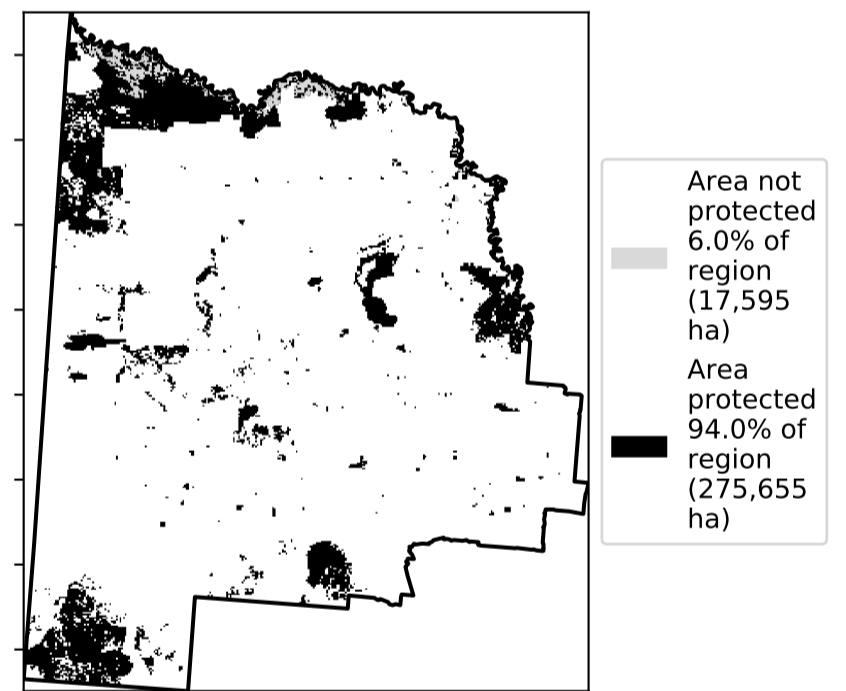 Area not
protected
6.0% of
region
(17,595
ha)
Area
protected
94.0% of
region
(275,655
ha)